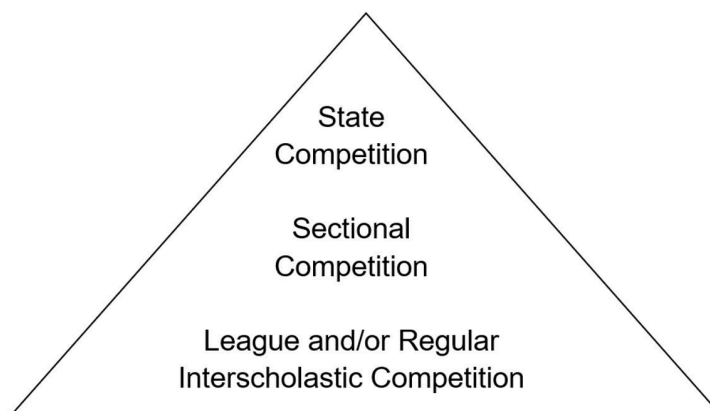 State
Competition
Sectional
Competition
League and/or Regular
Interscholastic Competition